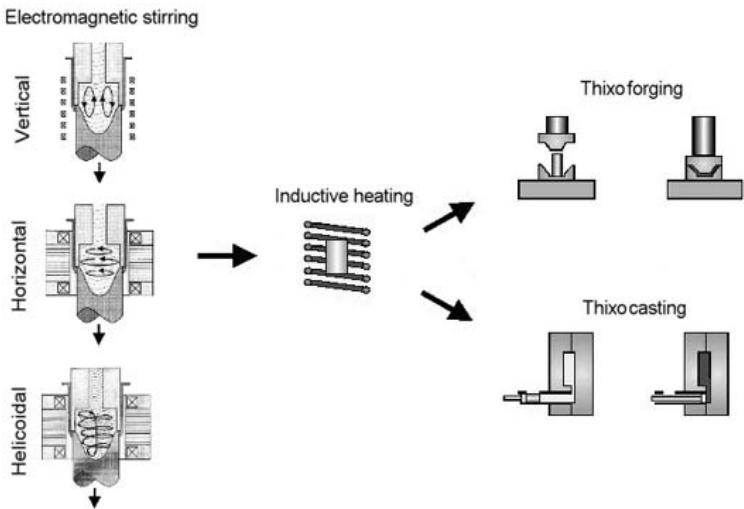 Electromagnetic stirring
Vertical
Horizontal
Helicoidal
Inductive heating
Thixoforging
Thixocasting